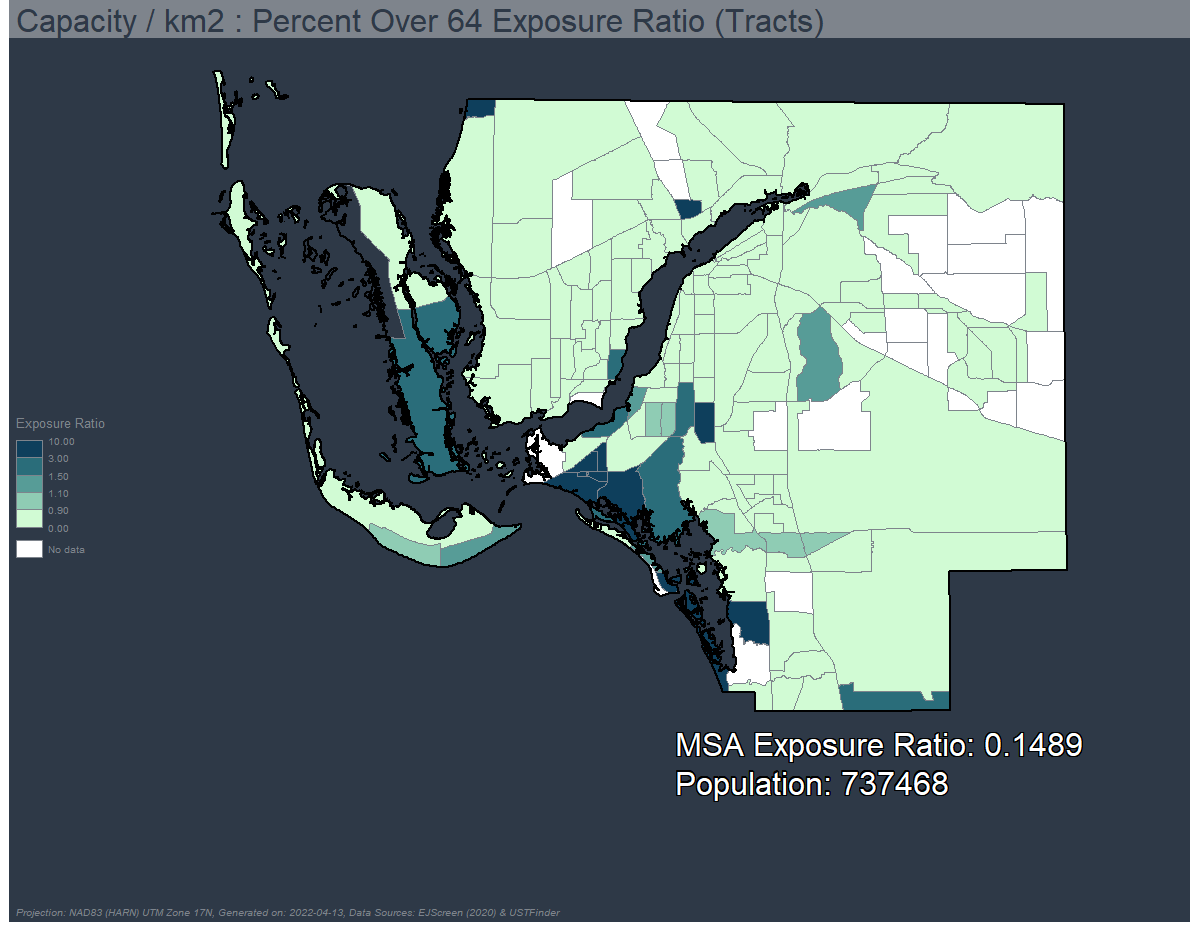 Capacity / km2 : Percent Over 64 Exposure Ratio (Tracts)
Exposure Ratio
10.00
3.00
1.50
1.10
0.90
0.00
No data
MSA Exposure Ratio: 0.1489
Population: 737468
Projection: NAD83 (HARN) UTM Zone 17N, Generated on: 2022-04-13, Data Sources: EJScreen (2020) & USTFinder